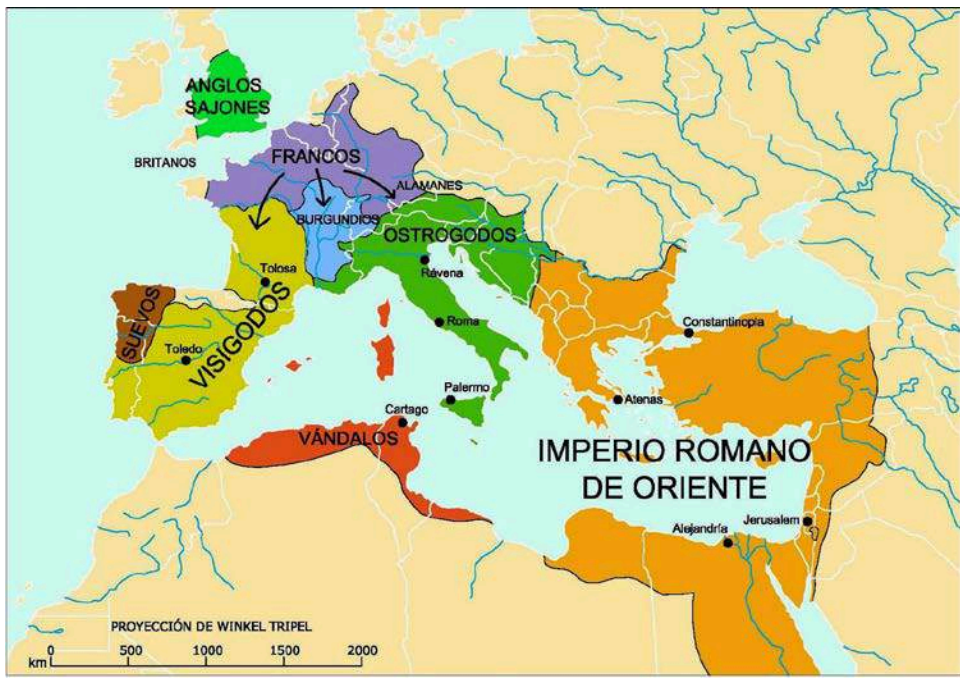 ANGLOS
SAJONES
BRITANOS
FRANCOS
ALAMANES
BURGUNDIOS
OSTROGODOS
Rávena
Tolosa
SUEVOS
VISIGODOS
Toledo
Roma
Constantinopla
Palermo
Atenas
Cartago
VÁNDALOS
IMPERIO ROMANO
DE ORIENTE
Jerusalem
Alejandría
PROYECCIÓN DE WINKEL TRIPEL
km 0 500 1000 1500 2000